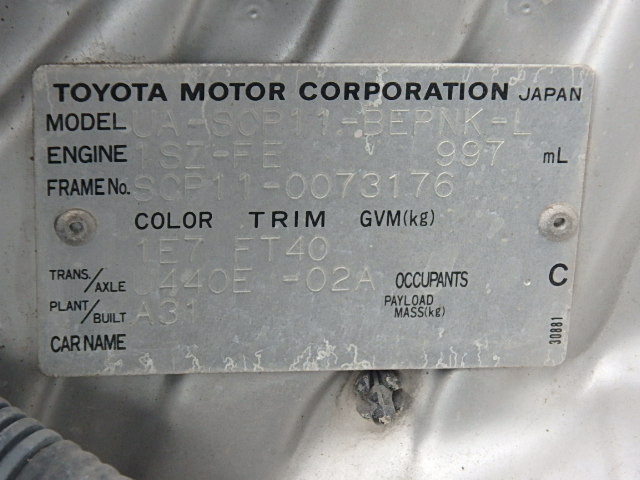 TOYOTA MOTOR CORPORATION JAPAN
MODEL UA-SCP11-BEPNK-L
ENGINE 1SZ-FE 997 mL
FRAME No. SCP11-0073176
COLOR TRIM GVM(kg)
1E7 FT40
TRANS./AXLE 440E -02A OCCUPANTS C
PLANT/BUILT A31 PAYLOAD MASS(kg)
CAR NAME
30881